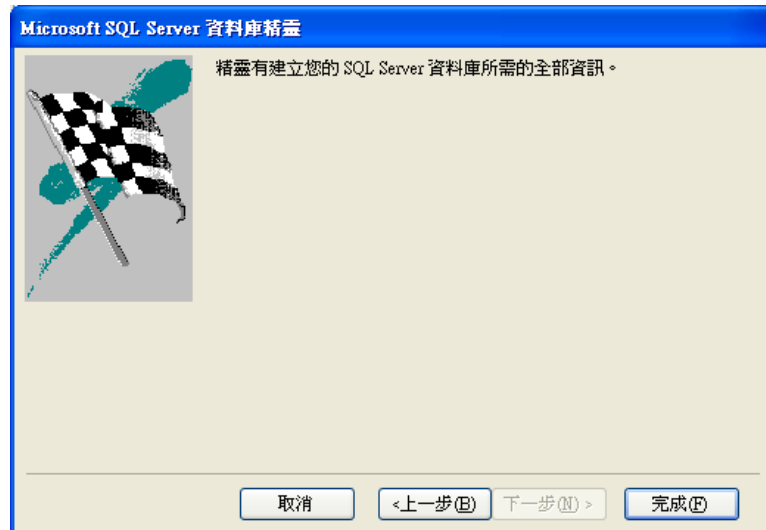 Microsoft SQL Server 資料庫精靈
精靈有建立您的 SQL Server 資料庫所需的全部資訊。
取消
<上一步(B)
下一步(N) >
完成(F)